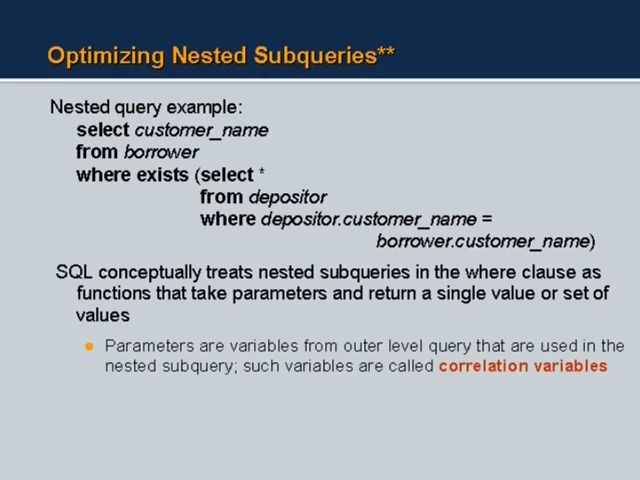 Optimizing Nested Subqueries**
Nested query example:
select customer_name
from borrower
where exists (select *
from depositor
where depositor.customer_name =
borrower.customer_name)
SQL conceptually treats nested subqueries in the where clause as
functions that take parameters and return a single value or set of
values
Parameters are variables from outer level query that are used in the
nested subquery; such variables are called correlation variables